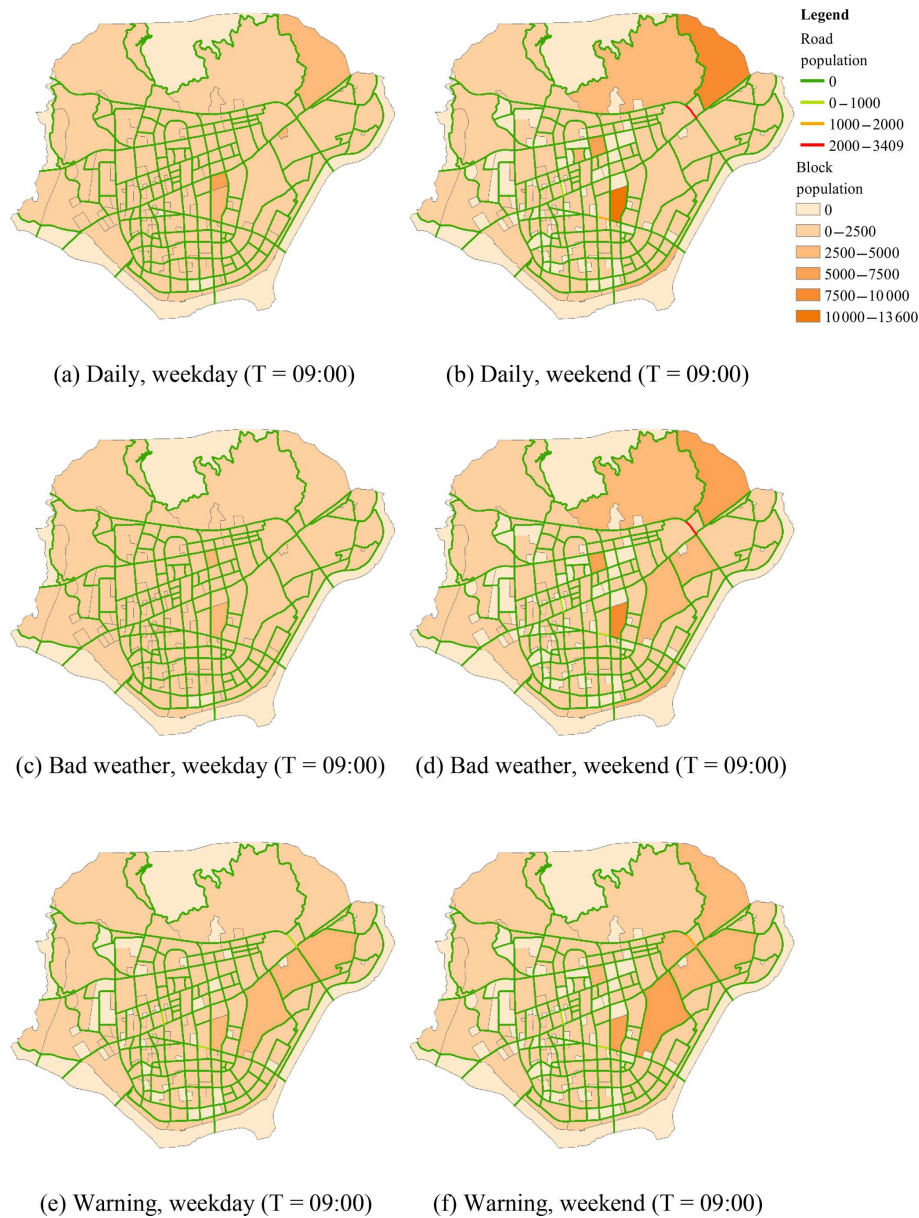 Legend
Road
population
0
0–1000
1000–2000
2000–3409
Block
population
0
0–2500
2500–5000
5000–7500
7500–10 000
10 000–13 600
(a) Daily, weekday (T = 09:00)
(b) Daily, weekend (T = 09:00)
(c) Bad weather, weekday (T = 09:00)
(d) Bad weather, weekend (T = 09:00)
(e) Warning, weekday (T = 09:00)
(f) Warning, weekend (T = 09:00)